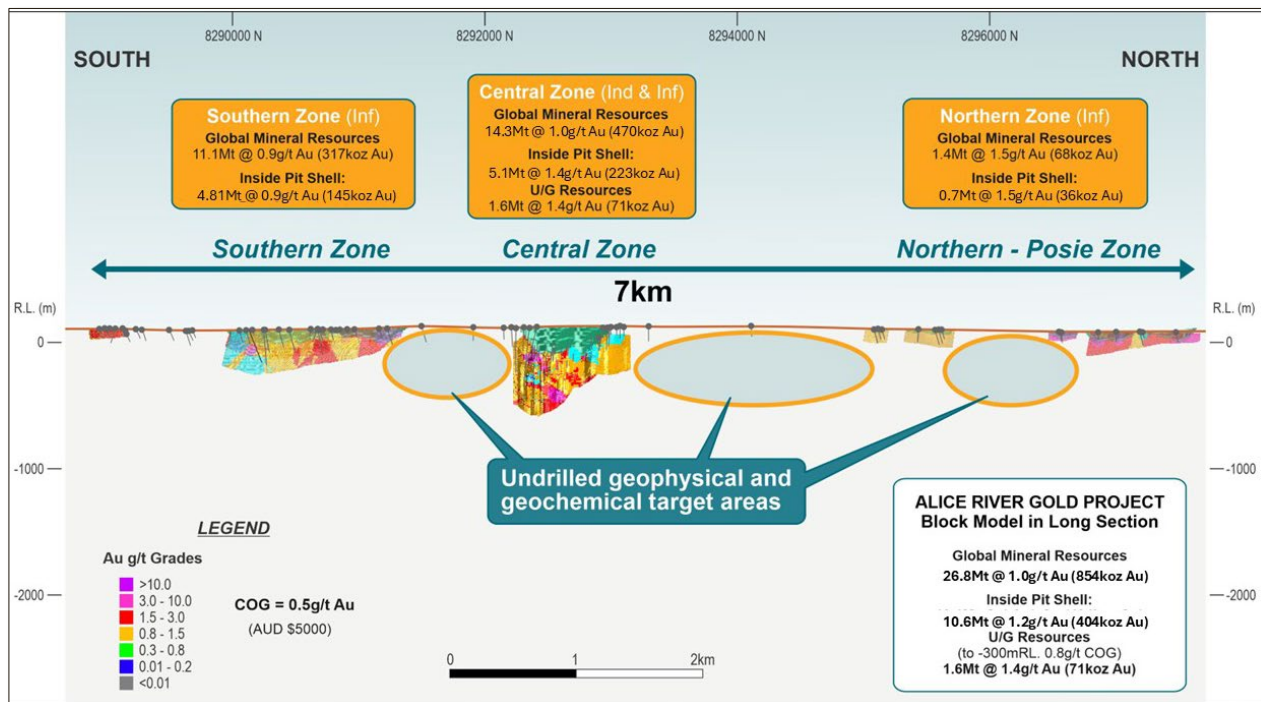 8290000 N
8292000 N
8294000 N
8296000 N
SOUTH
NORTH
Southern Zone (Inf)
Global Mineral Resources
11.1Mt @ 0.9g/t Au (317koz Au)
Inside Pit Shell:
4.81Mt @ 0.9g/t Au (145koz Au)
Central Zone (Ind & Inf)
Global Mineral Resources
14.3Mt @ 1.0g/t Au (470koz Au)
Inside Pit Shell:
5.1Mt @ 1.4g/t Au (223koz Au)
U/G Resources
1.6Mt @ 1.4g/t Au (71koz Au)
Northern Zone (Inf)
Global Mineral Resources
1.4Mt @ 1.5g/t Au (68koz Au)
Inside Pit Shell:
0.7Mt @ 1.5g/t Au (36koz Au)
Southern Zone
Central Zone
Northern - Posie Zone
7km
R.L. (m)
0
-1000
-2000
R.L. (m)
0
-1000
-2000
Undrilled geophysical and
geochemical target areas
LEGEND
Au g/t Grades
>10.0
3.0 - 10.0
1.5 - 3.0
0.8 - 1.5
0.3 - 0.8
0.01 - 0.2
<0.01
COG = 0.5g/t Au
(AUD $5000)
0 1 2km
ALICE RIVER GOLD PROJECT
Block Model in Long Section
Global Mineral Resources
26.8Mt @ 1.0g/t Au (854koz Au)
Inside Pit Shell:
10.6Mt @ 1.2g/t Au (404koz Au)
U/G Resources
(to -300mRL. 0.8g/t COG)
1.6Mt @ 1.4g/t Au (71koz Au)